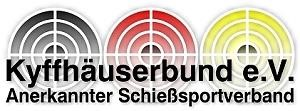 Kyffhäuserbund e.V.
Anerkannter Schießsportverband